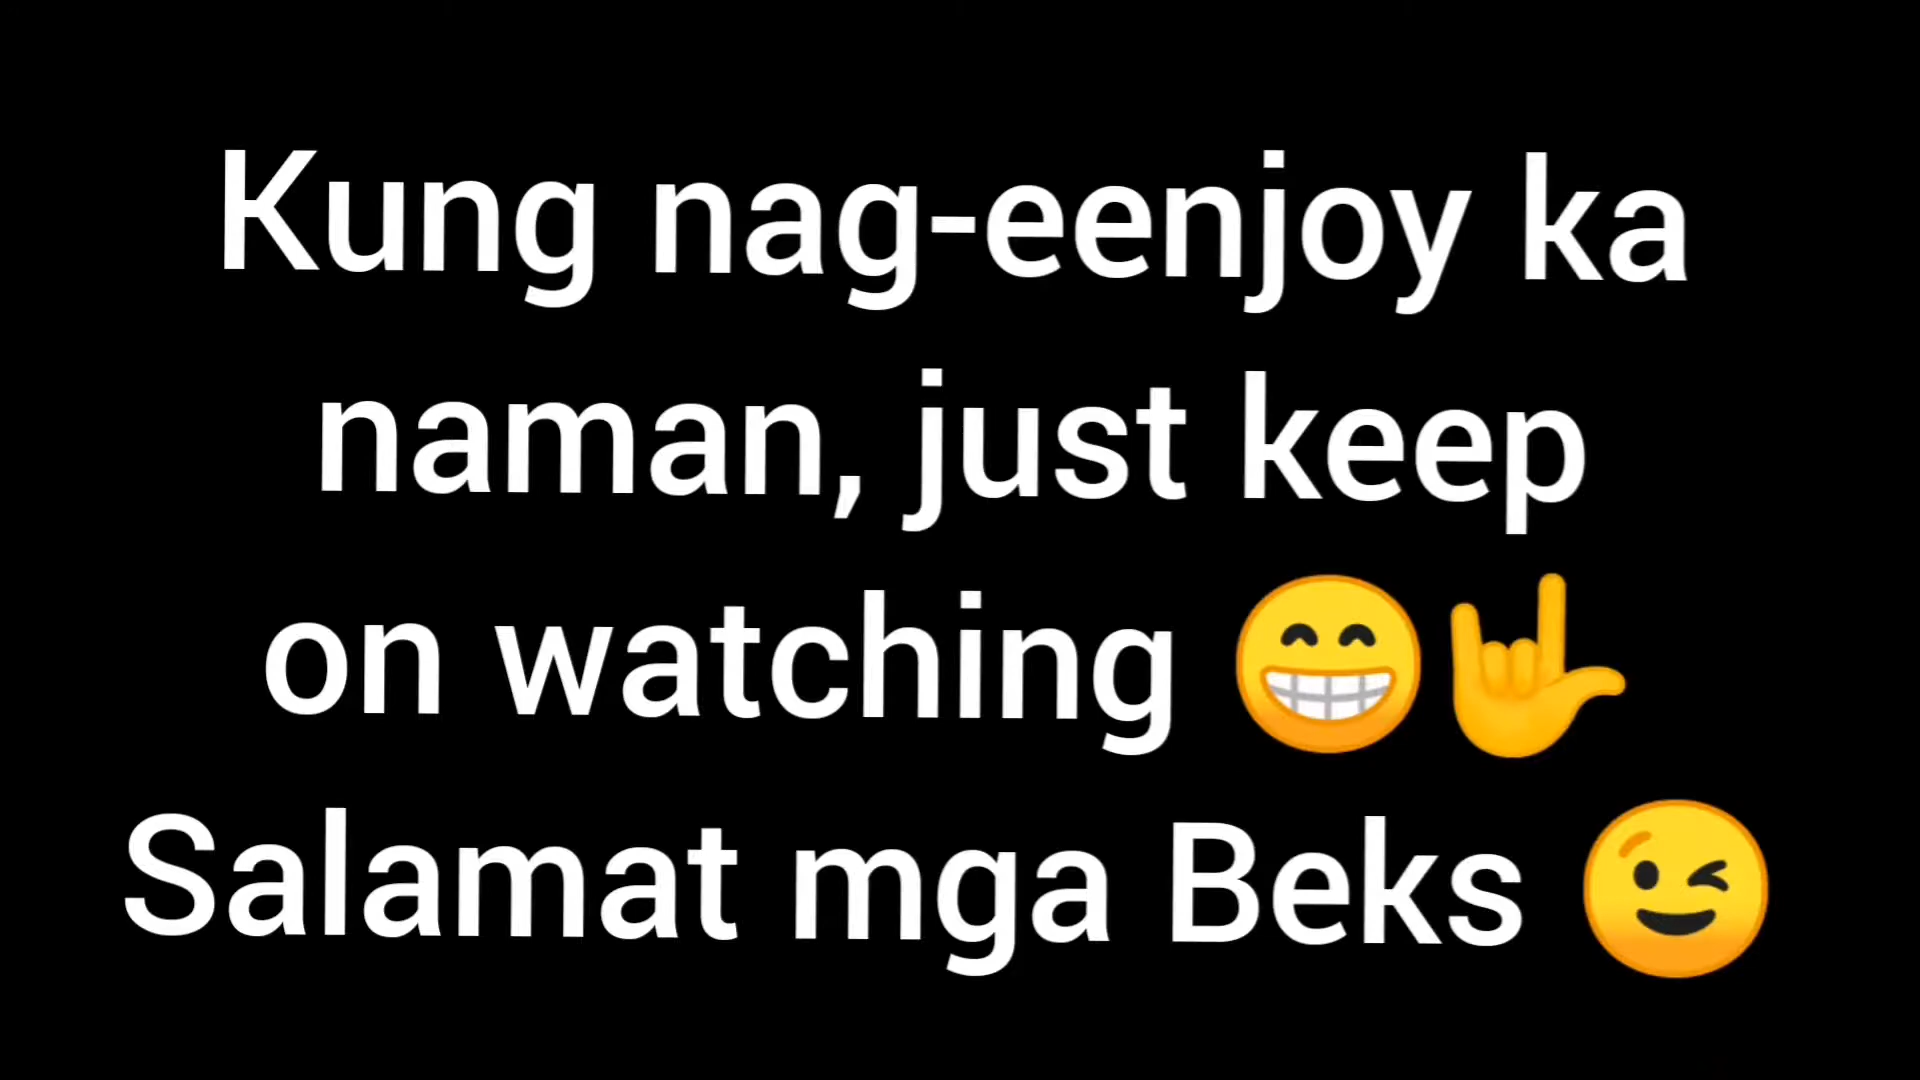 Kung nag-eenjoy ka
naman, just keep
on watching 😁🤟
Salamat mga Beks 😉